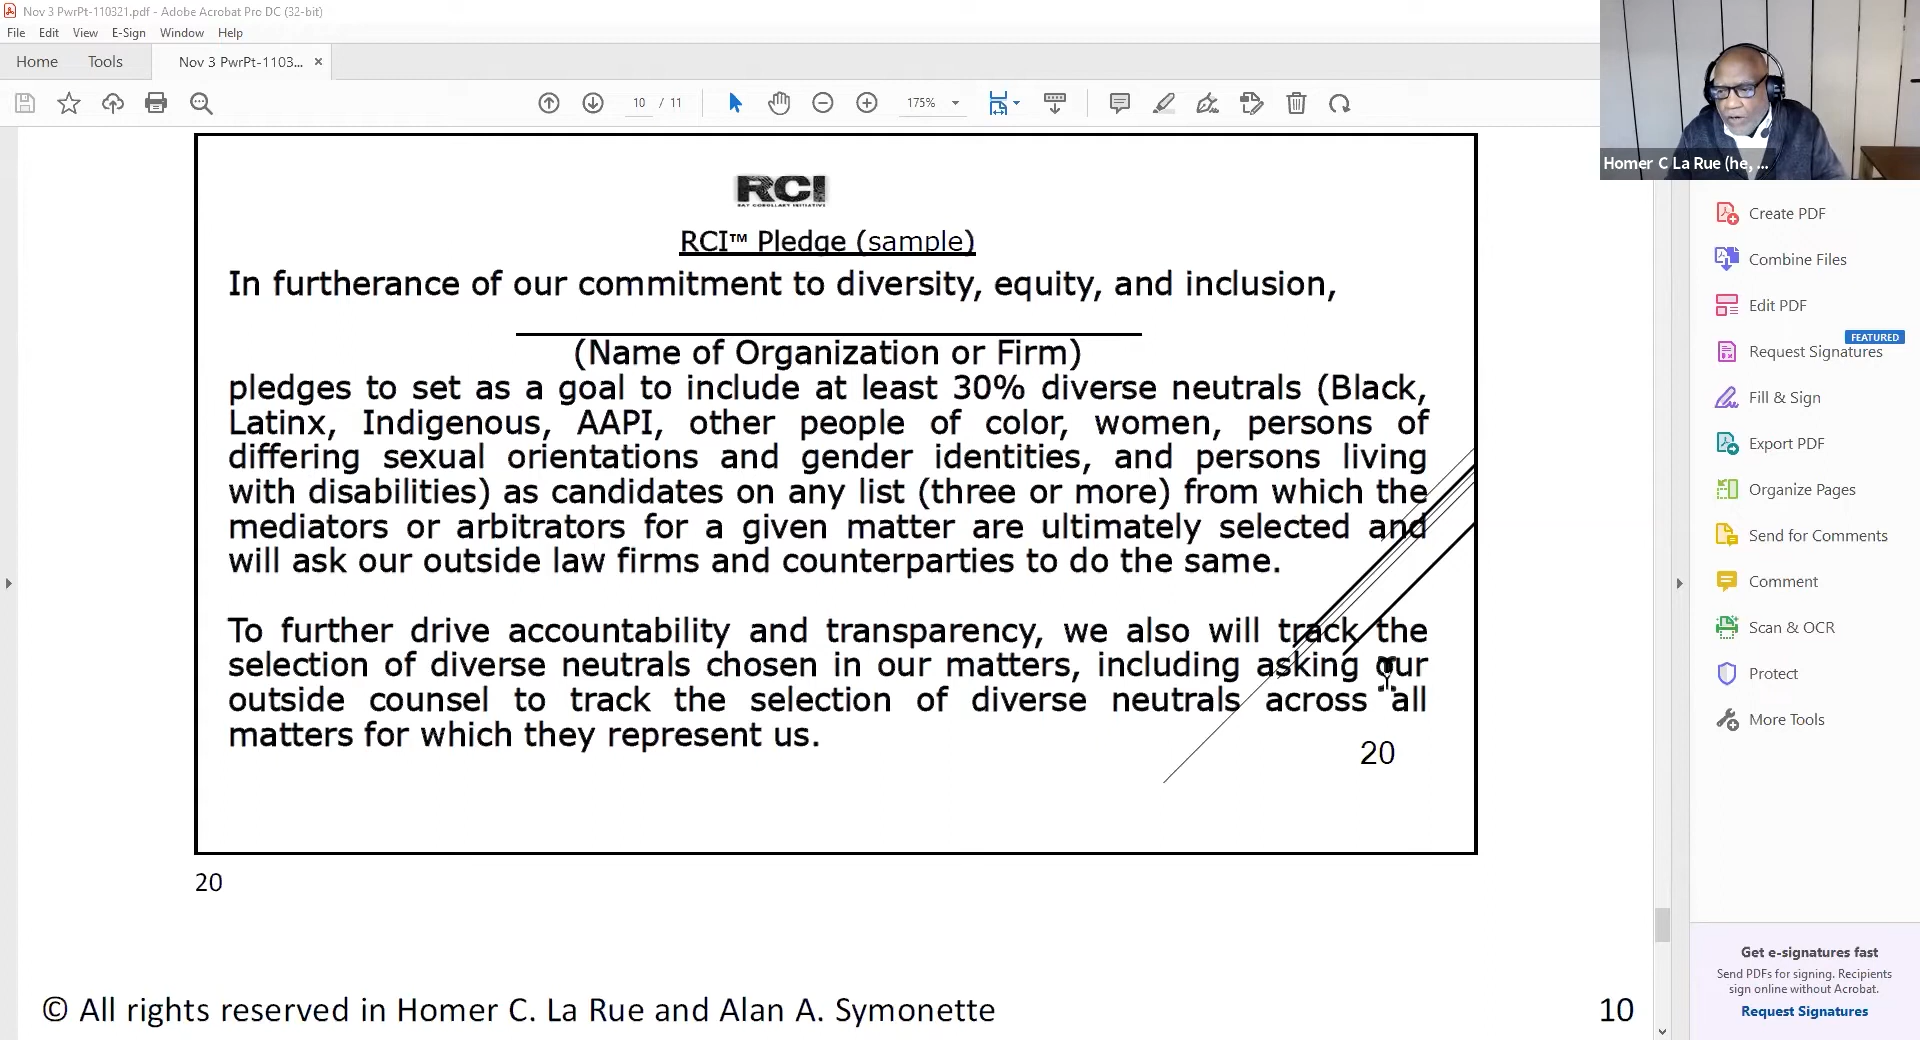 Nov 3 PwrPt-110321.pdf - Adobe Acrobat Pro DC (32-bit)
File Edit View E-Sign Window Help
Home Tools Nov 3 PwrPt-1103... ×
10 / 11 175%
Homer C La Rue (he, ...
RCI
RAY COROLLARY INITIATIVE
RCI™ Pledge (sample)
In furtherance of our commitment to diversity, equity, and inclusion,
(Name of Organization or Firm)
pledges to set as a goal to include at least 30% diverse neutrals (Black,
Latinx, Indigenous, AAPI, other people of color, women, persons of
differing sexual orientations and gender identities, and persons living
with disabilities) as candidates on any list (three or more) from which the
mediators or arbitrators for a given matter are ultimately selected and
will ask our outside law firms and counterparties to do the same.
To further drive accountability and transparency, we also will track the
selection of diverse neutrals chosen in our matters, including asking our
outside counsel to track the selection of diverse neutrals across all
matters for which they represent us.
20
20
© All rights reserved in Homer C. La Rue and Alan A. Symonette
10
Create PDF
Combine Files
Edit PDF
FEATURED
Request Signatures
Fill & Sign
Export PDF
Organize Pages
Send for Comments
Comment
Scan & OCR
Protect
More Tools
Get e-signatures fast
Send PDFs for signing. Recipients
sign online without Acrobat.
Request Signatures